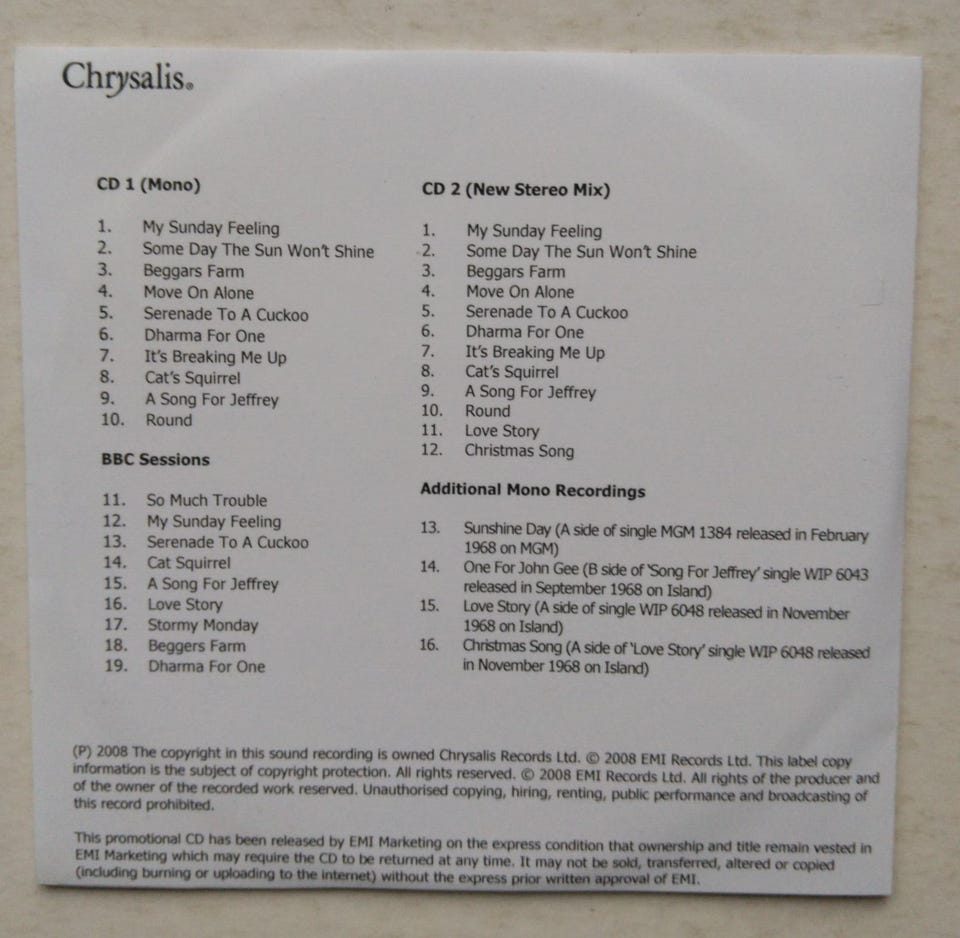 Chrysalis®
CD 1 (Mono)
1. My Sunday Feeling
2. Some Day The Sun Won't Shine
3. Beggars Farm
4. Move On Alone
5. Serenade To A Cuckoo
6. Dharma For One
7. It's Breaking Me Up
8. Cat's Squirrel
9. A Song For Jeffrey
10. Round
BBC Sessions
11. So Much Trouble
12. My Sunday Feeling
13. Serenade To A Cuckoo
14. Cat Squirrel
15. A Song For Jeffrey
16. Love Story
17. Stormy Monday
18. Beggers Farm
19. Dharma For One
CD 2 (New Stereo Mix)
1. My Sunday Feeling
2. Some Day The Sun Won't Shine
3. Beggars Farm
4. Move On Alone
5. Serenade To A Cuckoo
6. Dharma For One
7. It's Breaking Me Up
8. Cat's Squirrel
9. A Song For Jeffrey
10. Round
11. Love Story
12. Christmas Song
Additional Mono Recordings
13. Sunshine Day (A side of single MGM 1384 released in February
1968 on MGM)
14. One For John Gee (B side of 'Song For Jeffrey' single WIP 6043
released in September 1968 on Island)
15. Love Story (A side of single WIP 6048 released in November
1968 on Island)
16. Christmas Song (A side of 'Love Story' single WIP 6048 released
in November 1968 on Island)
(P) 2008 The copyright in this sound recording is owned Chrysalis Records Ltd. © 2008 EMI Records Ltd. This label copy
information is the subject of copyright protection. All rights reserved. © 2008 EMI Records Ltd. All rights of the producer and
of the owner of the recorded work reserved. Unauthorised copying, hiring, renting, public performance and broadcasting of
this record prohibited.
This promotional CD has been released by EMI Marketing on the express condition that ownership and title remain vested in
EMI Marketing which may require the CD to be returned at any time. It may not be sold, transferred, altered or copied
(including burning or uploading to the internet) without the express prior written approval of EMI.